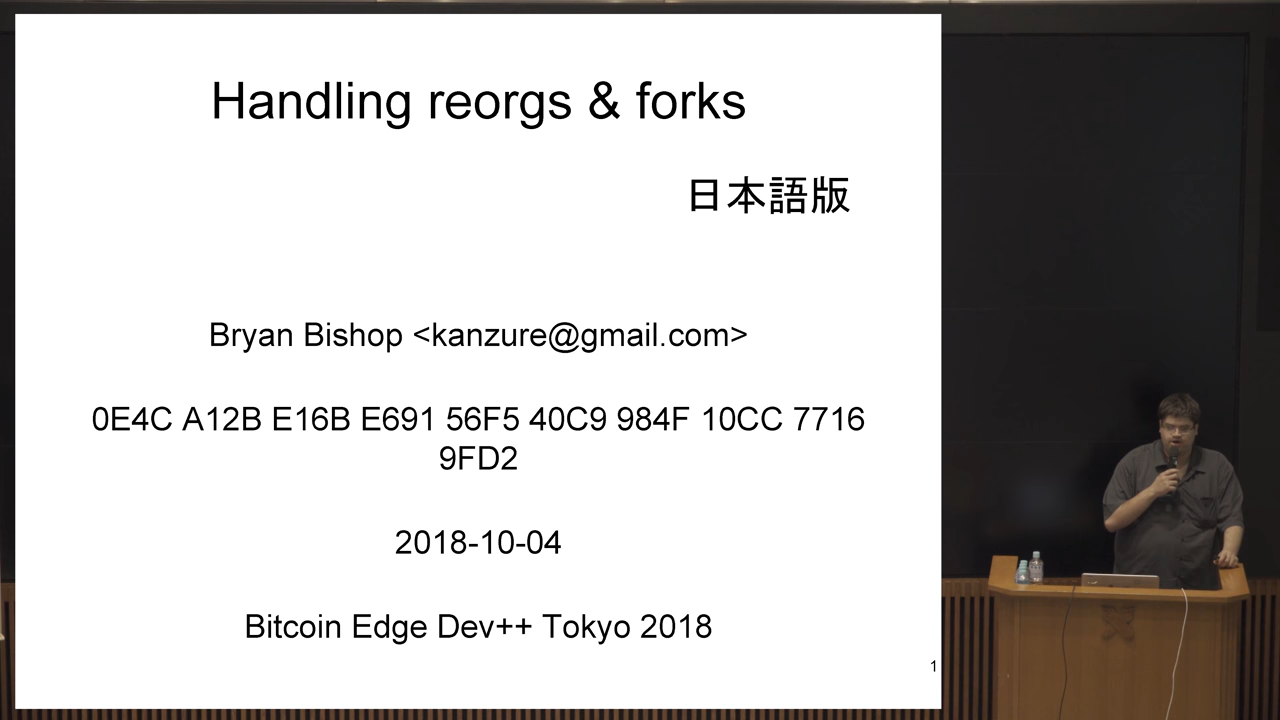 Handling reorgs & forks
日本語版
Bryan Bishop <kanzure@gmail.com>
0E4C A12B E16B E691 56F5 40C9 984F 10CC 7716
9FD2
2018-10-04
Bitcoin Edge Dev++ Tokyo 2018
1